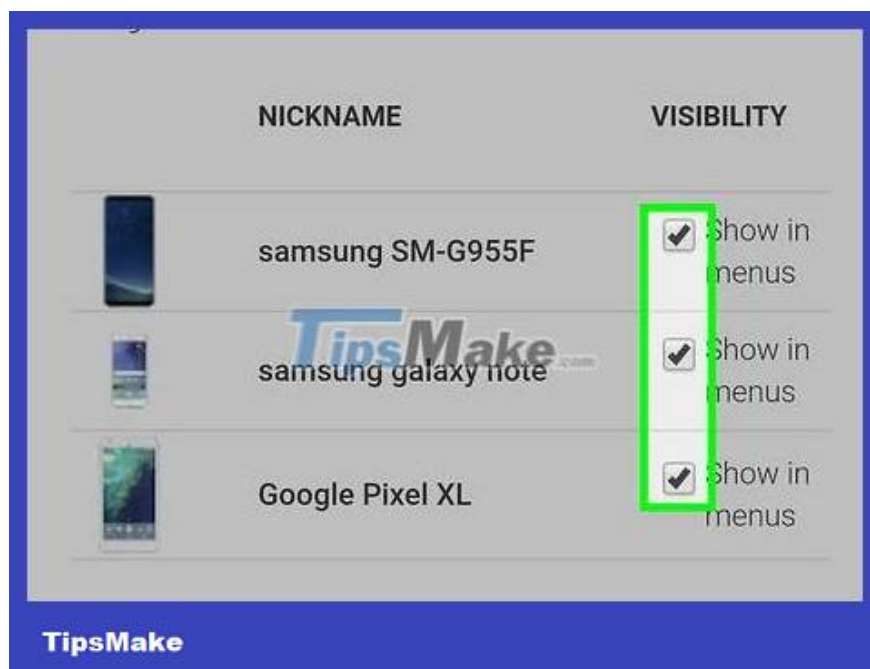 NICKNAME VISIBILITY
samsung SM-G955F
Show in
menus
TipsMake.com
samsung galaxy note
Show in
menus
Google Pixel XL
Show in
menus
TipsMake